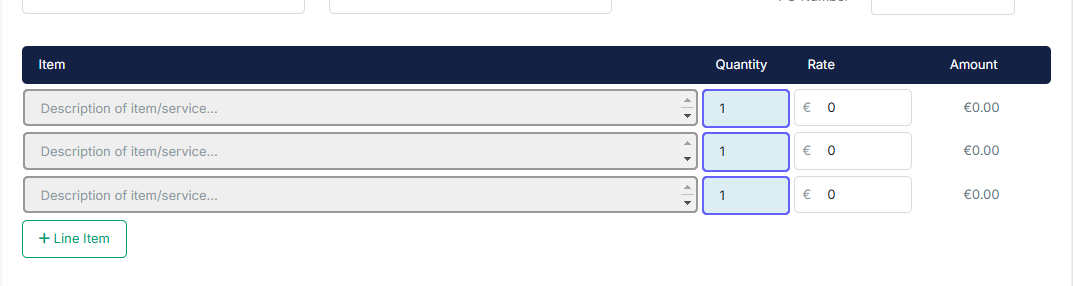 Item Quantity Rate Amount
Description of item/service... 1 € 0 €0.00
Description of item/service... 1 € 0 €0.00
Description of item/service... 1 € 0 €0.00
+ Line Item